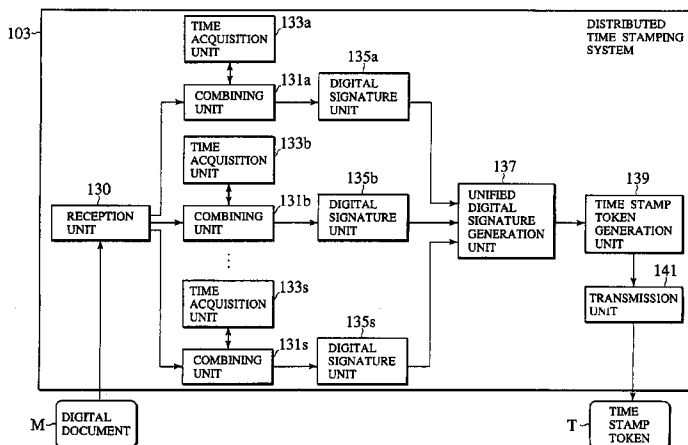 103
133a
TIME
ACQUISITION
UNIT
DISTRIBUTED
TIME STAMPING
SYSTEM
131a
COMBINING
UNIT
135a
DIGITAL
SIGNATURE
UNIT
133b
TIME
ACQUISITION
UNIT
130
RECEPTION
UNIT
131b
COMBINING
UNIT
135b
DIGITAL
SIGNATURE
UNIT
137
UNIFIED
DIGITAL
SIGNATURE
GENERATION
UNIT
139
TIME STAMP
TOKEN
GENERATION
UNIT
...
133s
TIME
ACQUISITION
UNIT
141
TRANSMISSION
UNIT
131s
COMBINING
UNIT
135s
DIGITAL
SIGNATURE
UNIT
M
DIGITAL
DOCUMENT
T
TIME
STAMP
TOKEN